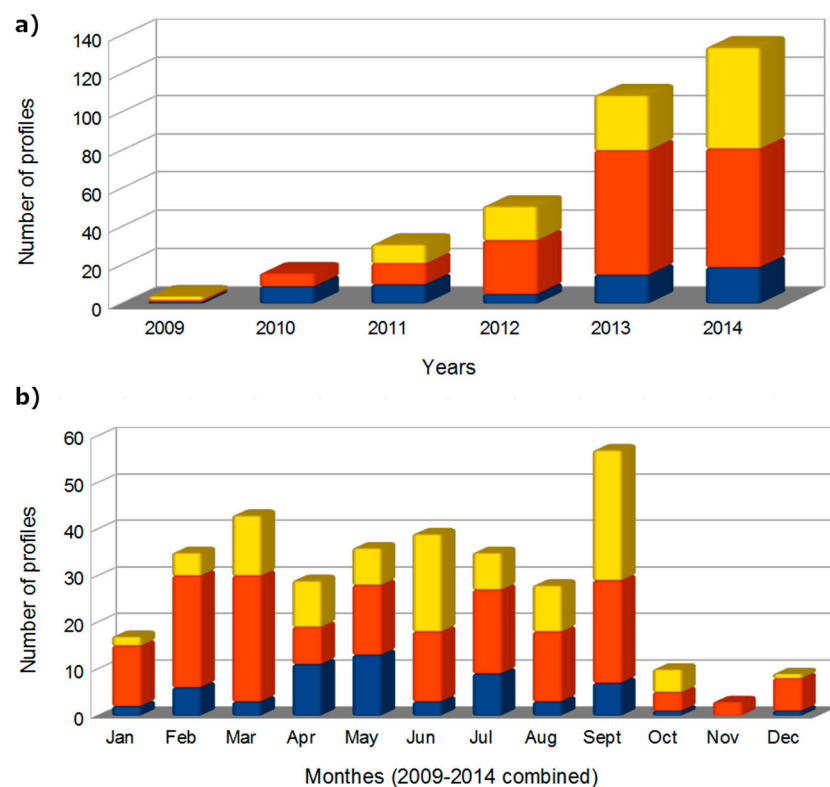 a)
140
120
100
80
60
40
20
0
Number of profiles
2009 2010 2011 2012 2013 2014
Years
b)
60
50
40
30
20
10
0
Number of profiles
Jan Feb Mar Apr May Jun Jul Aug Sept Oct Nov Dec
Monthes (2009-2014 combined)